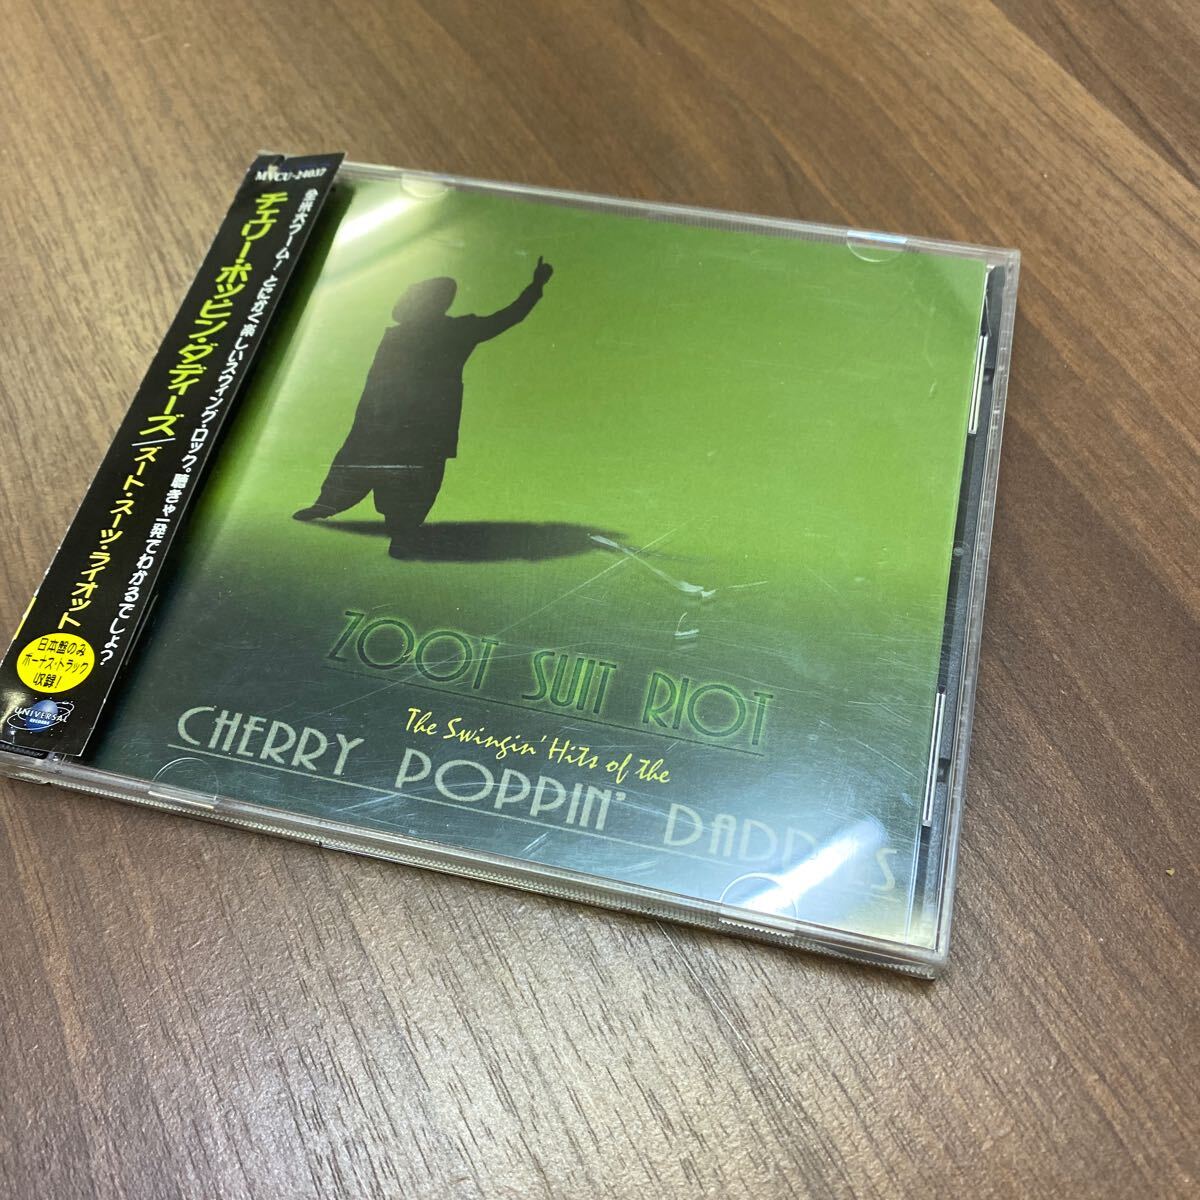 MVCU-24037
全米大ブーム! とにかく楽しいスウィング・ロック。聴きゃ一発でわかるでしょ?
チェリー・ポッピン・ダディーズ/ズート・スーツ・ライオット
日本盤のみ
ボーナス・トラック
収録!
UNIVERSAL
RECORDS
ZOOT SUIT RIOT
The Swingin' Hits of the
CHERRY POPPIN' DADDIES